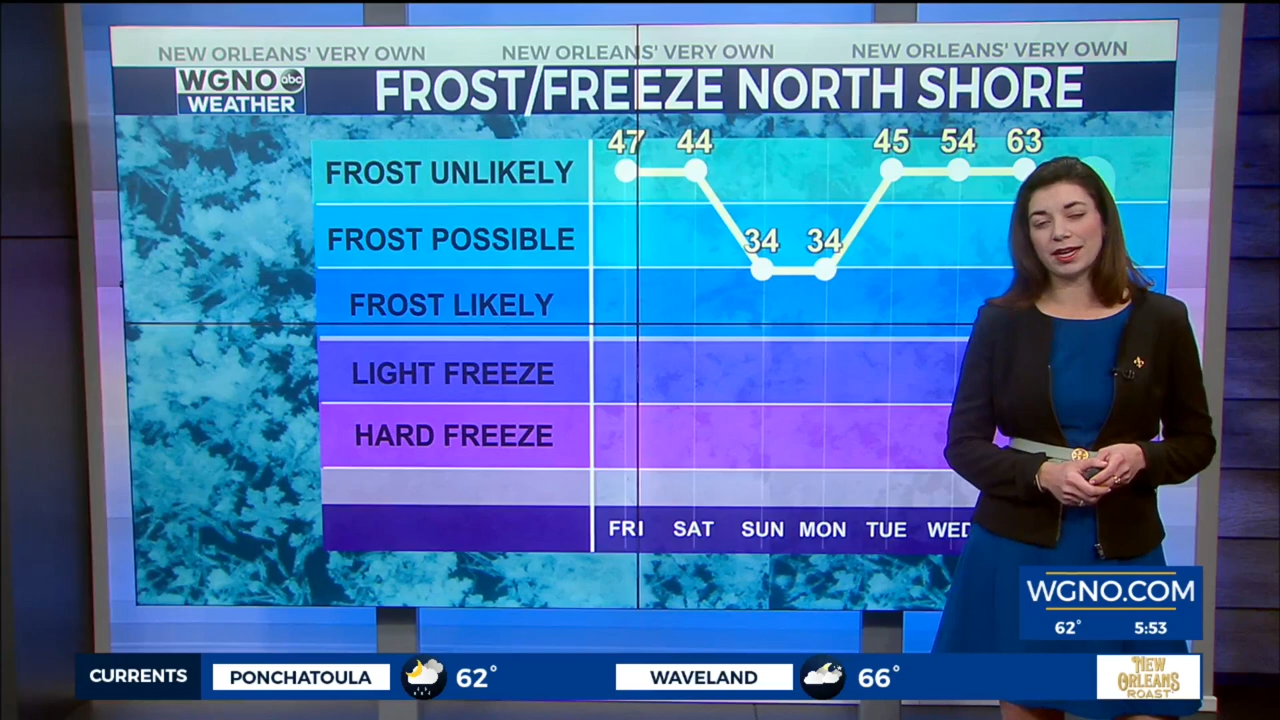 NEW ORLEANS' VERY OWN NEW ORLEANS' VERY OWN NEW ORLEANS' VERY OWN
WGNO abc
WEATHER
FROST/FREEZE NORTH SHORE
47 44 45 54 63
FROST UNLIKELY
FROST POSSIBLE
34 34
FROST LIKELY
LIGHT FREEZE
HARD FREEZE
FRI SAT SUN MON TUE WED
WGNO.COM
62° 5:53
CURRENTS PONCHATOULA 62° WAVELAND 66°
NEW
ORLEANS
ROAST